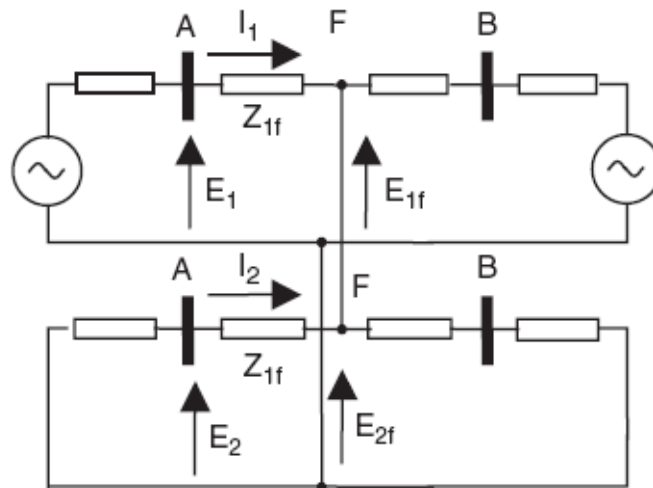 A I₁ F B
Z₁f
E₁ E₁f
A I₂ F B
Z₁f
E₂ E₂f